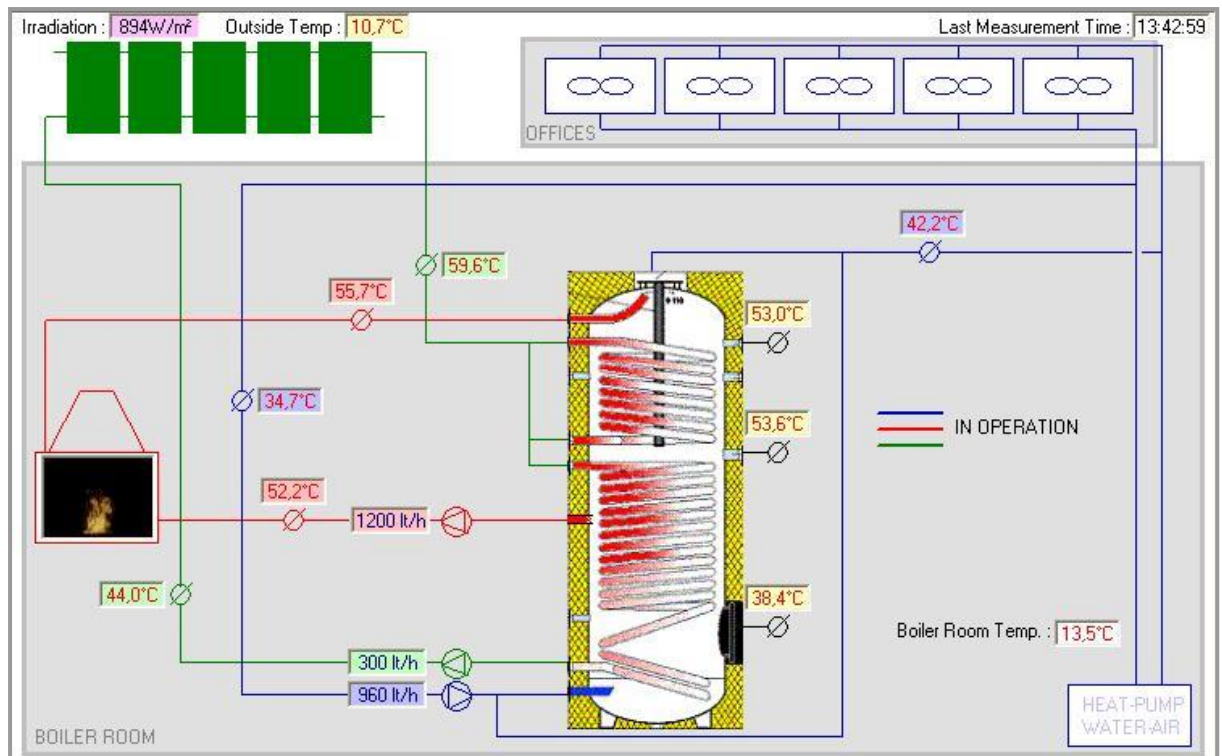 Irradiation : 894W/m² Outside Temp : 10,7°C Last Measurement Time : 13:42:59
OFFICES
42,2°C
59,6°C
55,7°C
53,0°C
34,7°C
53,6°C
IN OPERATION
52,2°C
1200 lt/h
44,0°C
38,4°C
Boiler Room Temp. : 13,5°C
300 lt/h
960 lt/h
HEAT-PUMP
WATER-AIR
BOILER ROOM